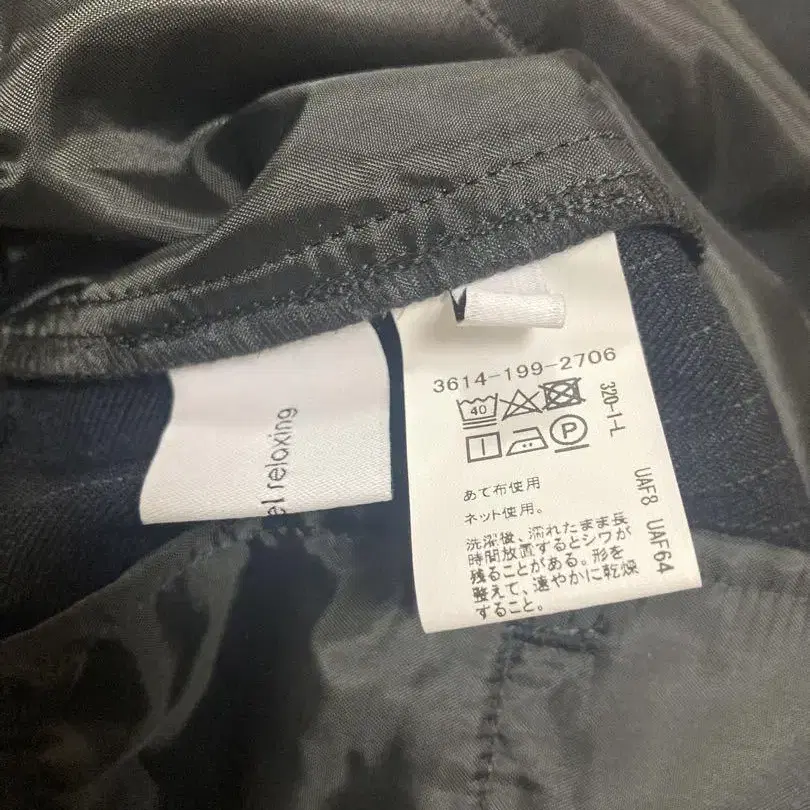 el relaxing
3614-199-2706
40
P
320-1-L
UAF8 UAF64
あて布使用
ネット使用。
洗濯後、濡れたまま長
時間放置するとシワが
残ることがある。形を
整えて、速やかに乾燥
すること。